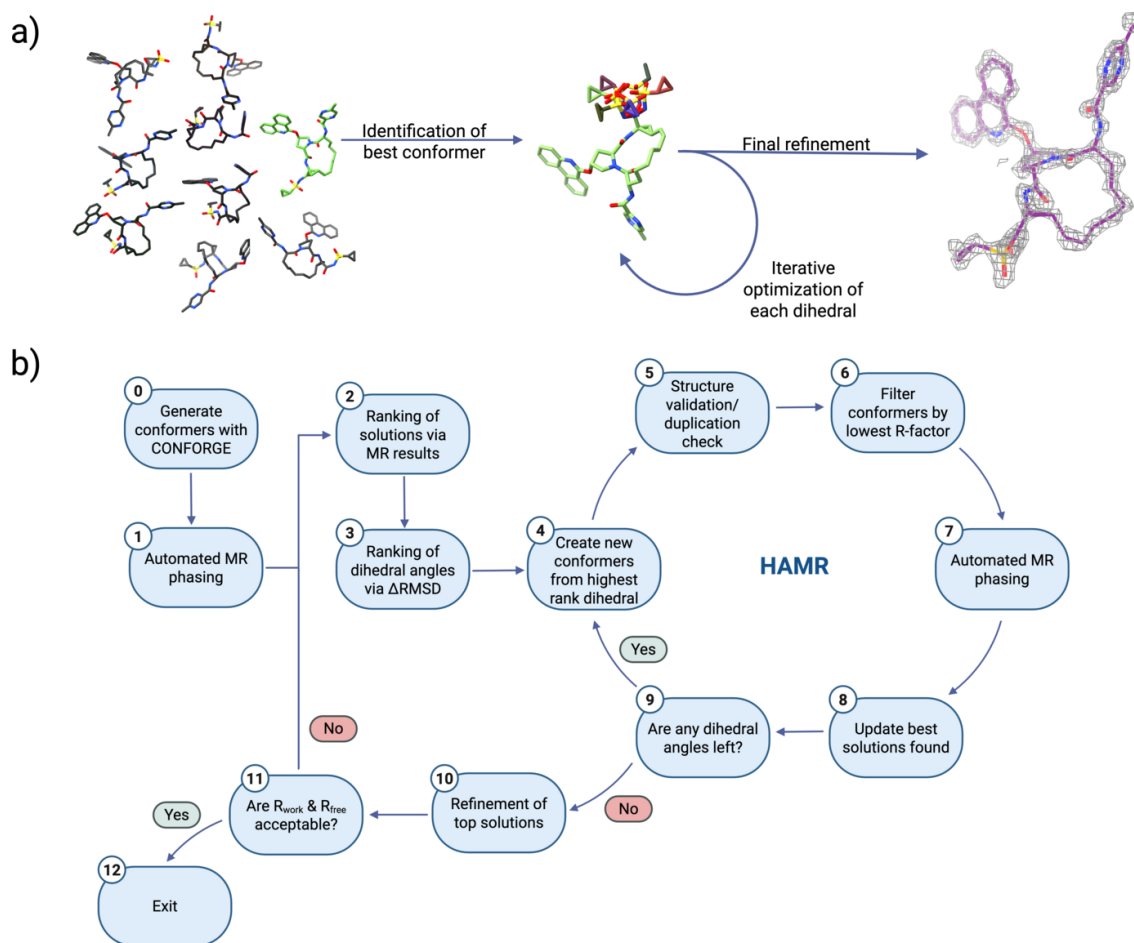 a)
Identification of
best conformer
Final refinement
Iterative
optimization of
each dihedral
b)
0
Generate
conformers with
CONFORGE
1
Automated MR
phasing
2
Ranking of
solutions via
MR results
3
Ranking of
dihedral angles
via ΔRMSD
4
Create new
conformers
from highest
rank dihedral
5
Structure
validation/
duplication
check
6
Filter
conformers by
lowest R-factor
HAMR
7
Automated MR
phasing
8
Update best
solutions found
9
Are any dihedral
angles left?
Yes
No
10
Refinement of
top solutions
11
Are Rwork & Rfree
acceptable?
No
Yes
12
Exit